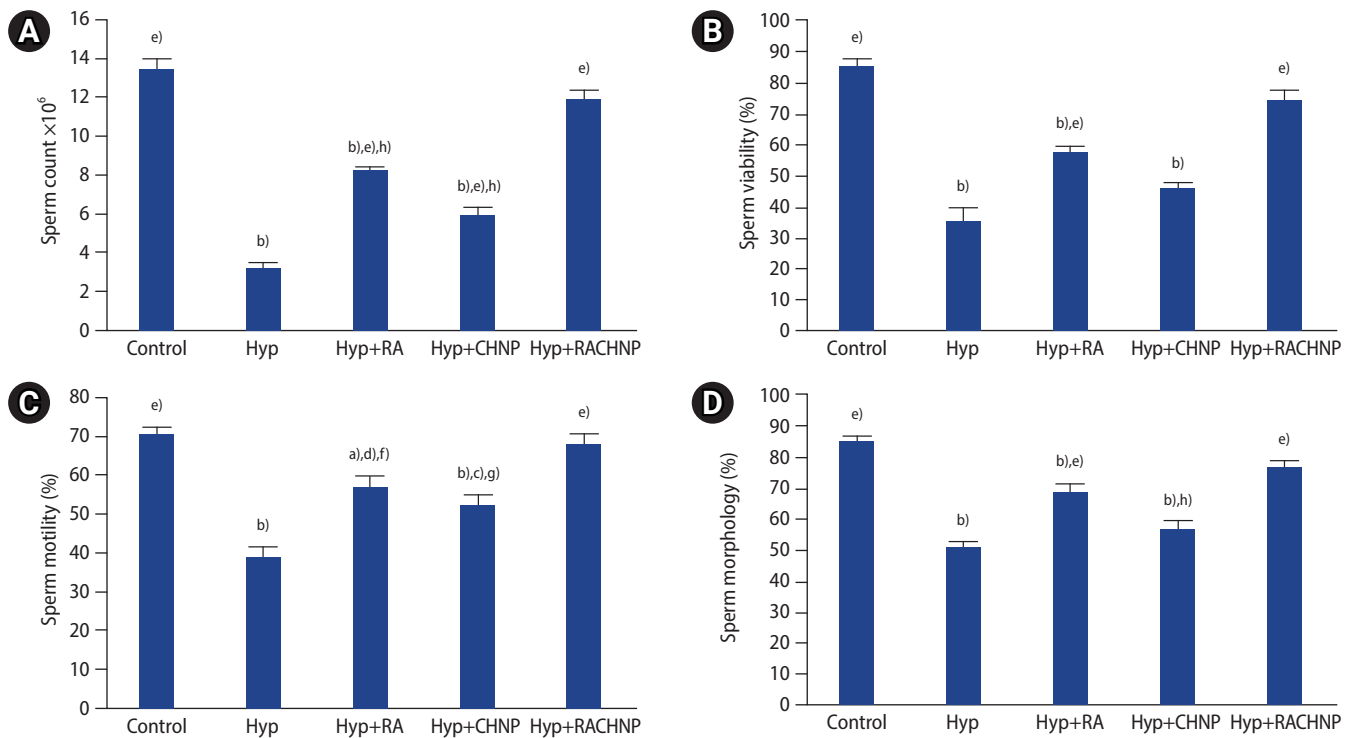 A
Sperm count ×10⁶
16
14
12
10
8
6
4
2
0
e)
b)
b),e),h)
b),e),h)
e)
Control Hyp Hyp+RA Hyp+CHNP Hyp+RACHNP
B
Sperm viability (%)
100
90
80
70
60
50
40
30
20
10
0
e)
b)
b),e)
b)
e)
Control Hyp Hyp+RA Hyp+CHNP Hyp+RACHNP
C
Sperm motility (%)
80
70
60
50
40
30
20
10
0
e)
b)
a),d),f)
b),c),g)
e)
Control Hyp Hyp+RA Hyp+CHNP Hyp+RACHNP
D
Sperm morphology (%)
100
90
80
70
60
50
40
30
20
10
0
e)
b)
b),e)
b),h)
e)
Control Hyp Hyp+RA Hyp+CHNP Hyp+RACHNP